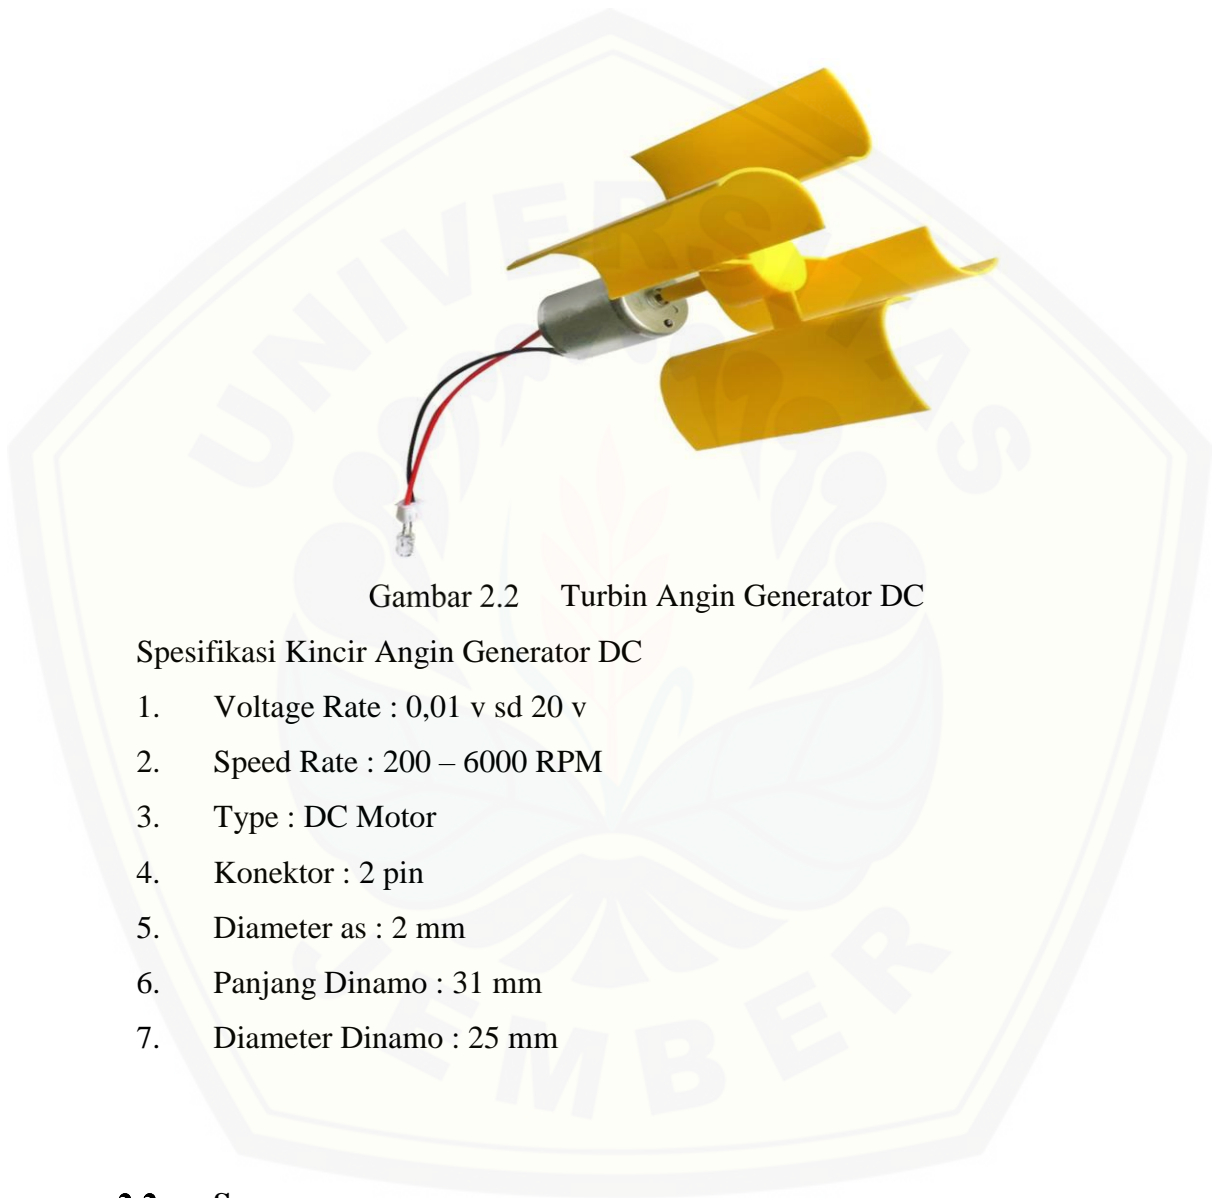 UNIVERSITAS
Gambar 2.2 Turbin Angin Generator DC
Spesifikasi Kincir Angin Generator DC
1. Voltage Rate : 0,01 v sd 20 v
2. Speed Rate : 200 – 6000 RPM
3. Type : DC Motor
4. Konektor : 2 pin
5. Diameter as : 2 mm
6. Panjang Dinamo : 31 mm
7. Diameter Dinamo : 25 mm
JEMBER